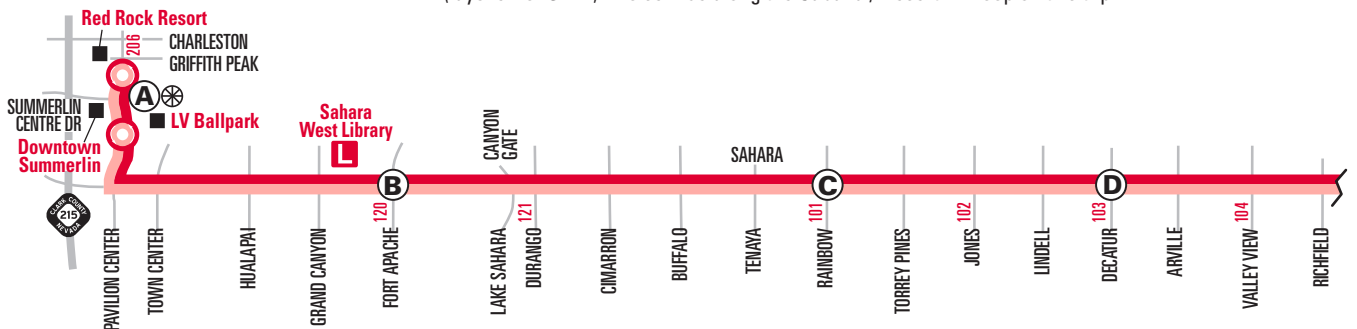 Red Rock Resort
206
CHARLESTON
GRIFFITH PEAK
A
SUMMERLIN
CENTRE DR
LV Ballpark
Downtown
Summerlin
Sahara
West Library
L
CANYON
GATE
SAHARA
B
C
D
CLARK COUNTY
215
NEVADA
120
121
101
102
103
104
PAVILION CENTER
TOWN CENTER
HUALAPAI
GRAND CANYON
FORT APACHE
LAKE SAHARA
DURANGO
CIMARRON
BUFFALO
TENAYA
RAINBOW
TORREY PINES
JONES
LINDELL
DECATUR
ARVILLE
VALLEY VIEW
RICHFIELD